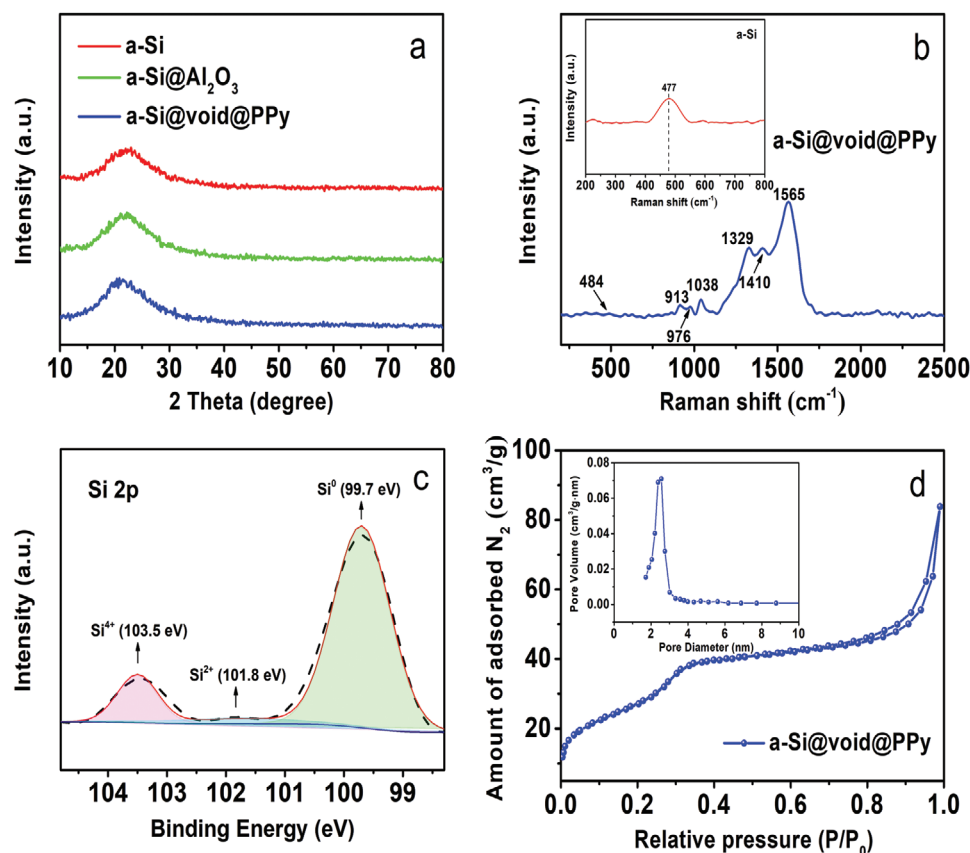 a
a-Si
a-Si@Al₂O₃
a-Si@void@PPy
Intensity (a.u.)
10 20 30 40 50 60 70 80
2 Theta (degree)
b
a-Si
477
Intensity (a.u.)
200 300 400 500 600 700 800
Raman shift (cm⁻¹)
a-Si@void@PPy
1565
1329
1410
1038
484
913
976
Intensity (a.u.)
500 1000 1500 2000 2500
Raman shift (cm⁻¹)
c
Si 2p
Si⁰ (99.7 eV)
Si⁴⁺ (103.5 eV)
Si²⁺ (101.8 eV)
Intensity (a.u.)
104 103 102 101 100 99
Binding Energy (eV)
d
100
80
60
40
20
0
Amount of adsorbed N₂ (cm³/g)
0.08
0.06
0.04
0.02
0.00
Pore Volume (cm³/g·nm)
0 2 4 6 8 10
Pore Diameter (nm)
a-Si@void@PPy
0.0 0.2 0.4 0.6 0.8 1.0
Relative pressure (P/P₀)